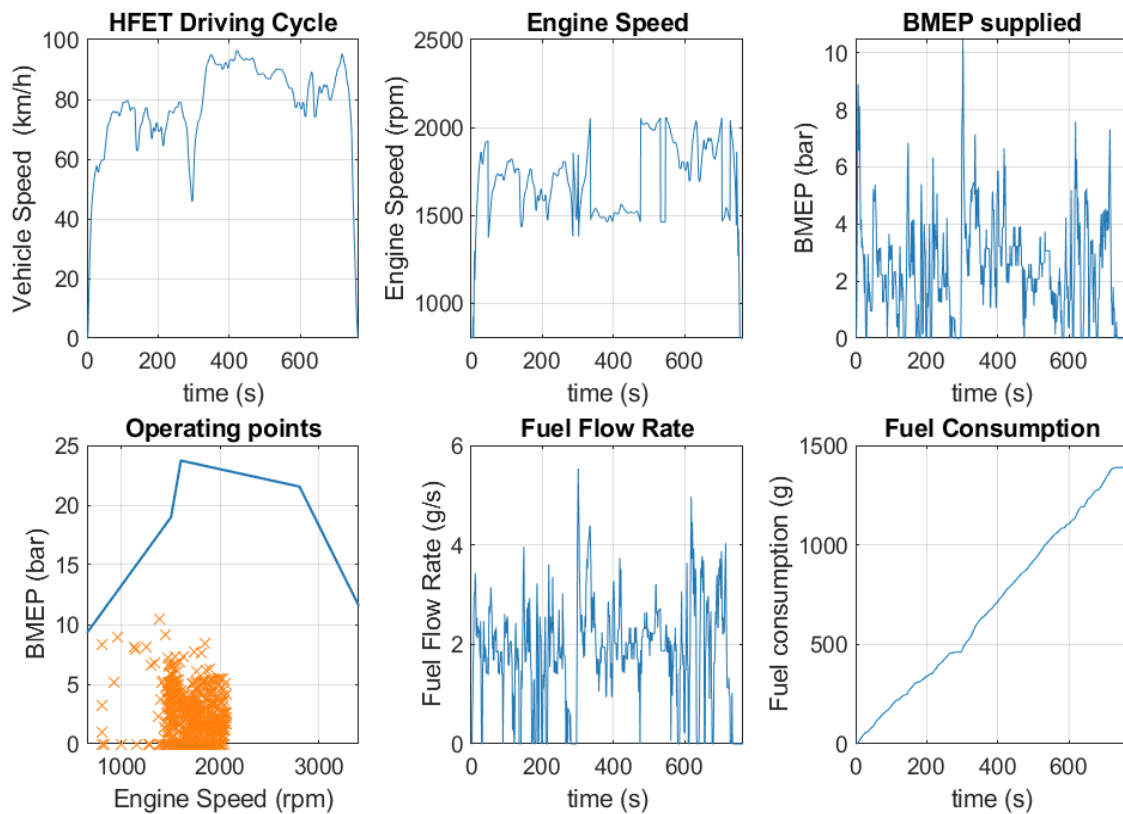 HFET Driving Cycle
Vehicle Speed (km/h)
100
80
60
40
20
0
0 200 400 600
time (s)
Engine Speed
Engine Speed (rpm)
2500
2000
1500
1000
0 200 400 600
time (s)
BMEP supplied
BMEP (bar)
10
8
6
4
2
0
0 200 400 600
time (s)
Operating points
BMEP (bar)
25
20
15
10
5
0
1000 2000 3000
Engine Speed (rpm)
Fuel Flow Rate
Fuel Flow Rate (g/s)
6
4
2
0
0 200 400 600
time (s)
Fuel Consumption
Fuel consumption (g)
1500
1000
500
0
0 200 400 600
time (s)